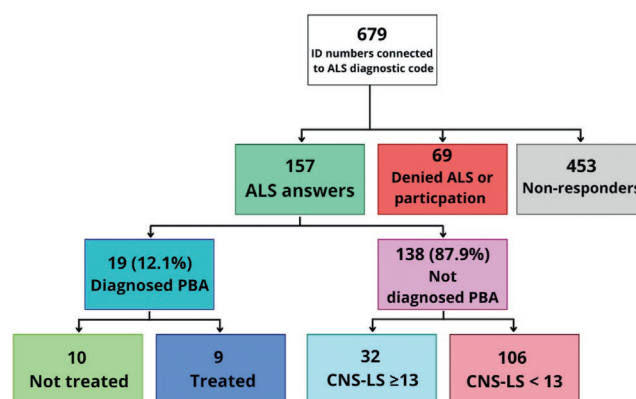 679
ID numbers connected
to ALS diagnostic code
157
ALS answers
69
Denied ALS or
particpation
453
Non-responders
19 (12.1%)
Diagnosed PBA
138 (87.9%)
Not
diagnosed PBA
10
Not treated
9
Treated
32
CNS-LS ≥13
106
CNS-LS < 13